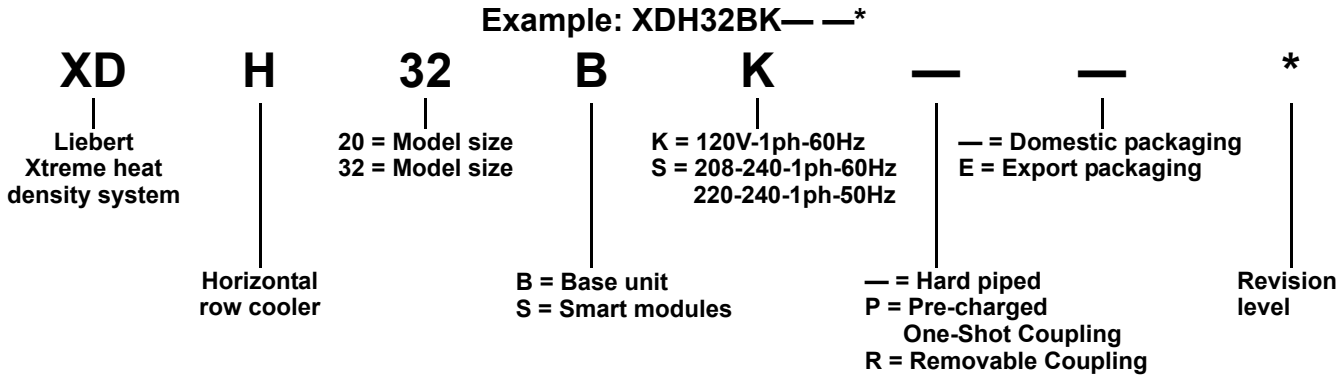 Example: XDH32BK— —*
XD H 32 B K — — *
Liebert
Xtreme heat
density system
20 = Model size
32 = Model size
K = 120V-1ph-60Hz
S = 208-240-1ph-60Hz
220-240-1ph-50Hz
— = Domestic packaging
E = Export packaging
Horizontal
row cooler
B = Base unit
S = Smart modules
— = Hard piped
P = Pre-charged
One-Shot Coupling
R = Removable Coupling
Revision
level